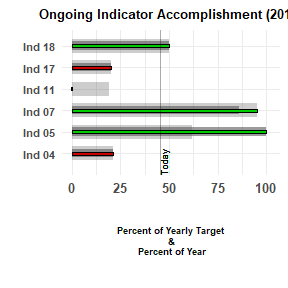 Ongoing Indicator Accomplishment (201
Ind 18
Ind 17
Ind 11
Ind 07
Ind 05
Ind 04
Today
0 25 50 75 100
Percent of Yearly Target
&
Percent of Year